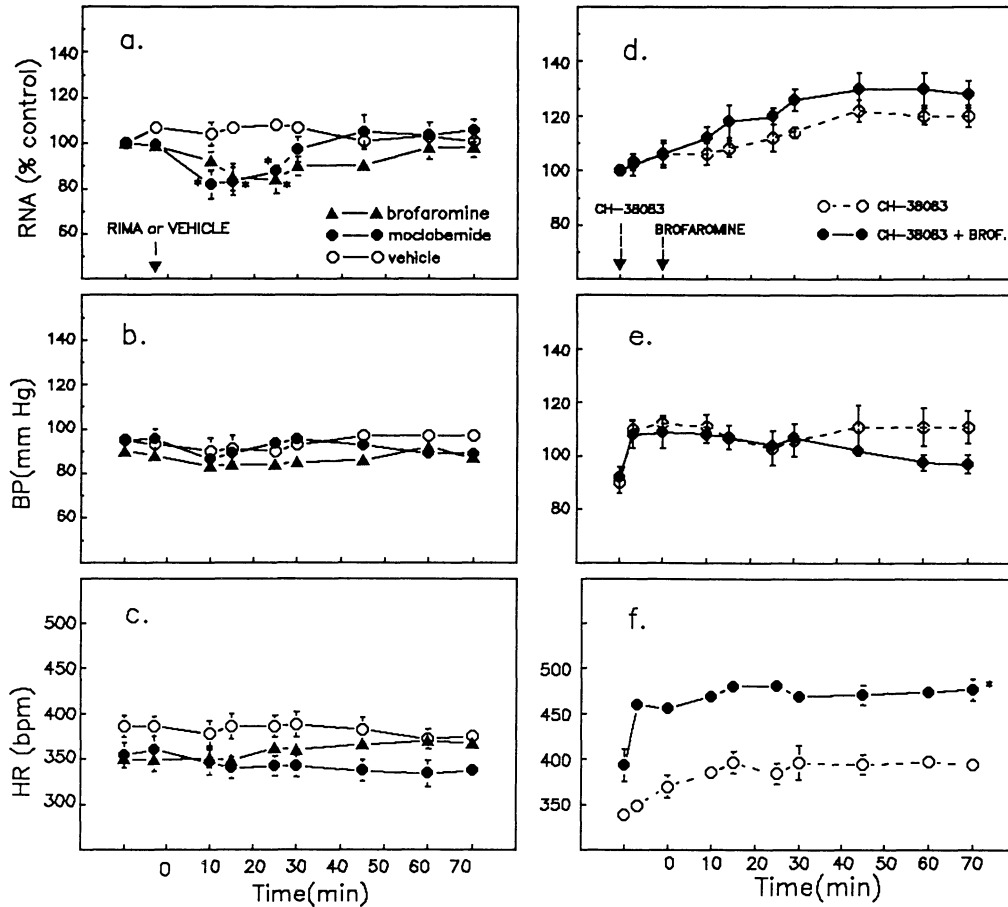 a.
RNA (% control)
140
120
100
80
60
*
*
*
*
RIMA or VEHICLE
brofaromine
moclobemide
vehicle
d.
140
120
100
80
60
CH-38083
BROFAROMINE
CH-38083
CH-38083 + BROF.
b.
BP(mm Hg)
140
120
100
80
60
e.
140
120
100
80
c.
HR (bpm)
500
450
400
350
300
0 10 20 30 40 50 60 70
Time(min)
f.
500
450
400
350
*
0 10 20 30 40 50 60 70
Time(min)